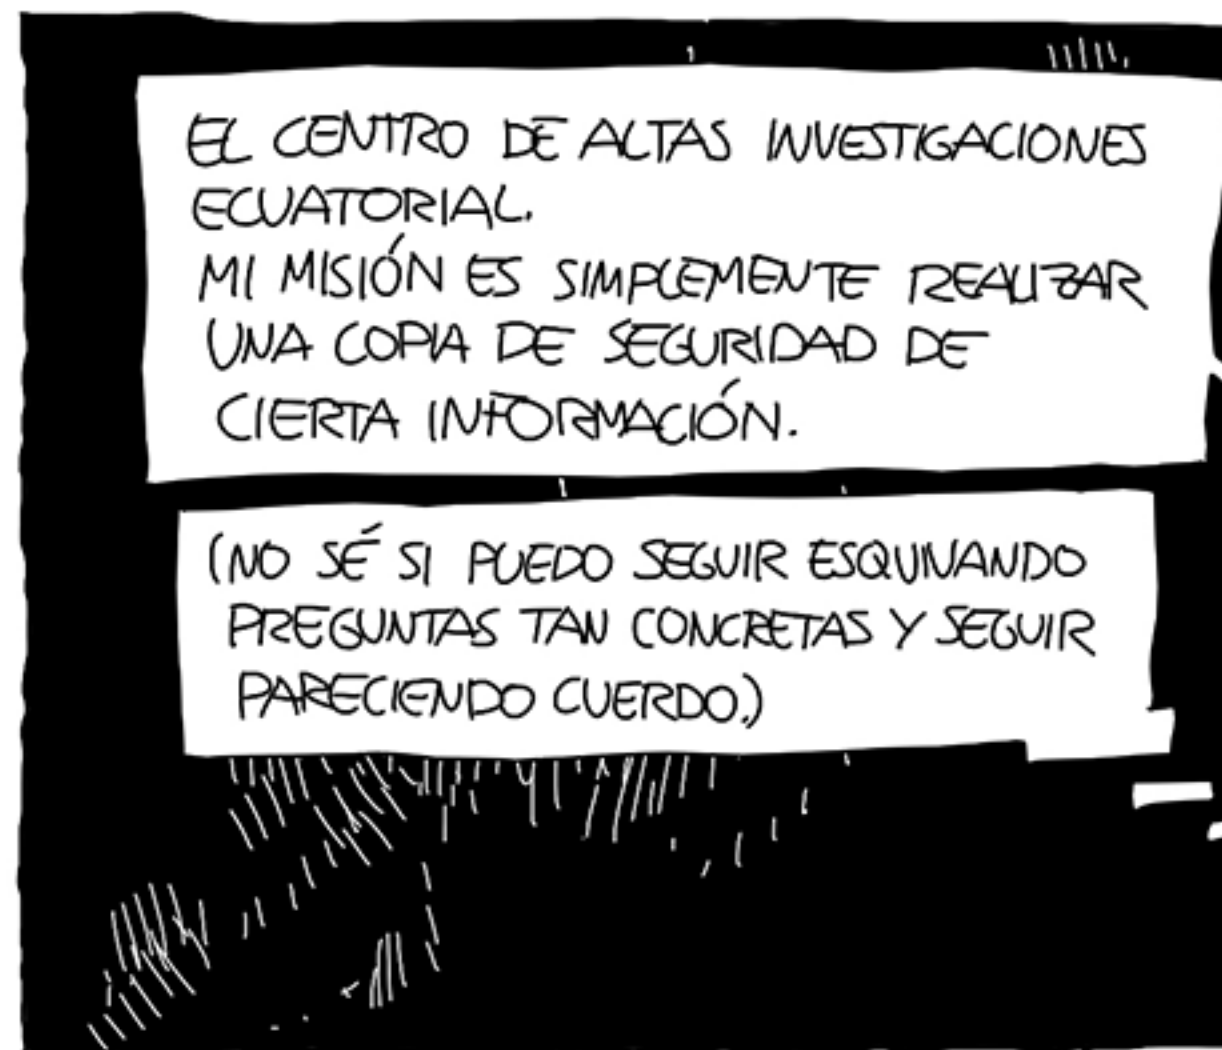 EL CENTRO DE ALTAS INVESTIGACIONES
ECUATORIAL.
MI MISIÓN ES SIMPLEMENTE REALIZAR
UNA COPIA DE SEGURIDAD DE
CIERTA INFORMACIÓN.
(NO SÉ SI PUEDO SEGUIR ESQUIVANDO
PREGUNTAS TAN CONCRETAS Y SEGUIR
PARECIENDO CUERDO.)